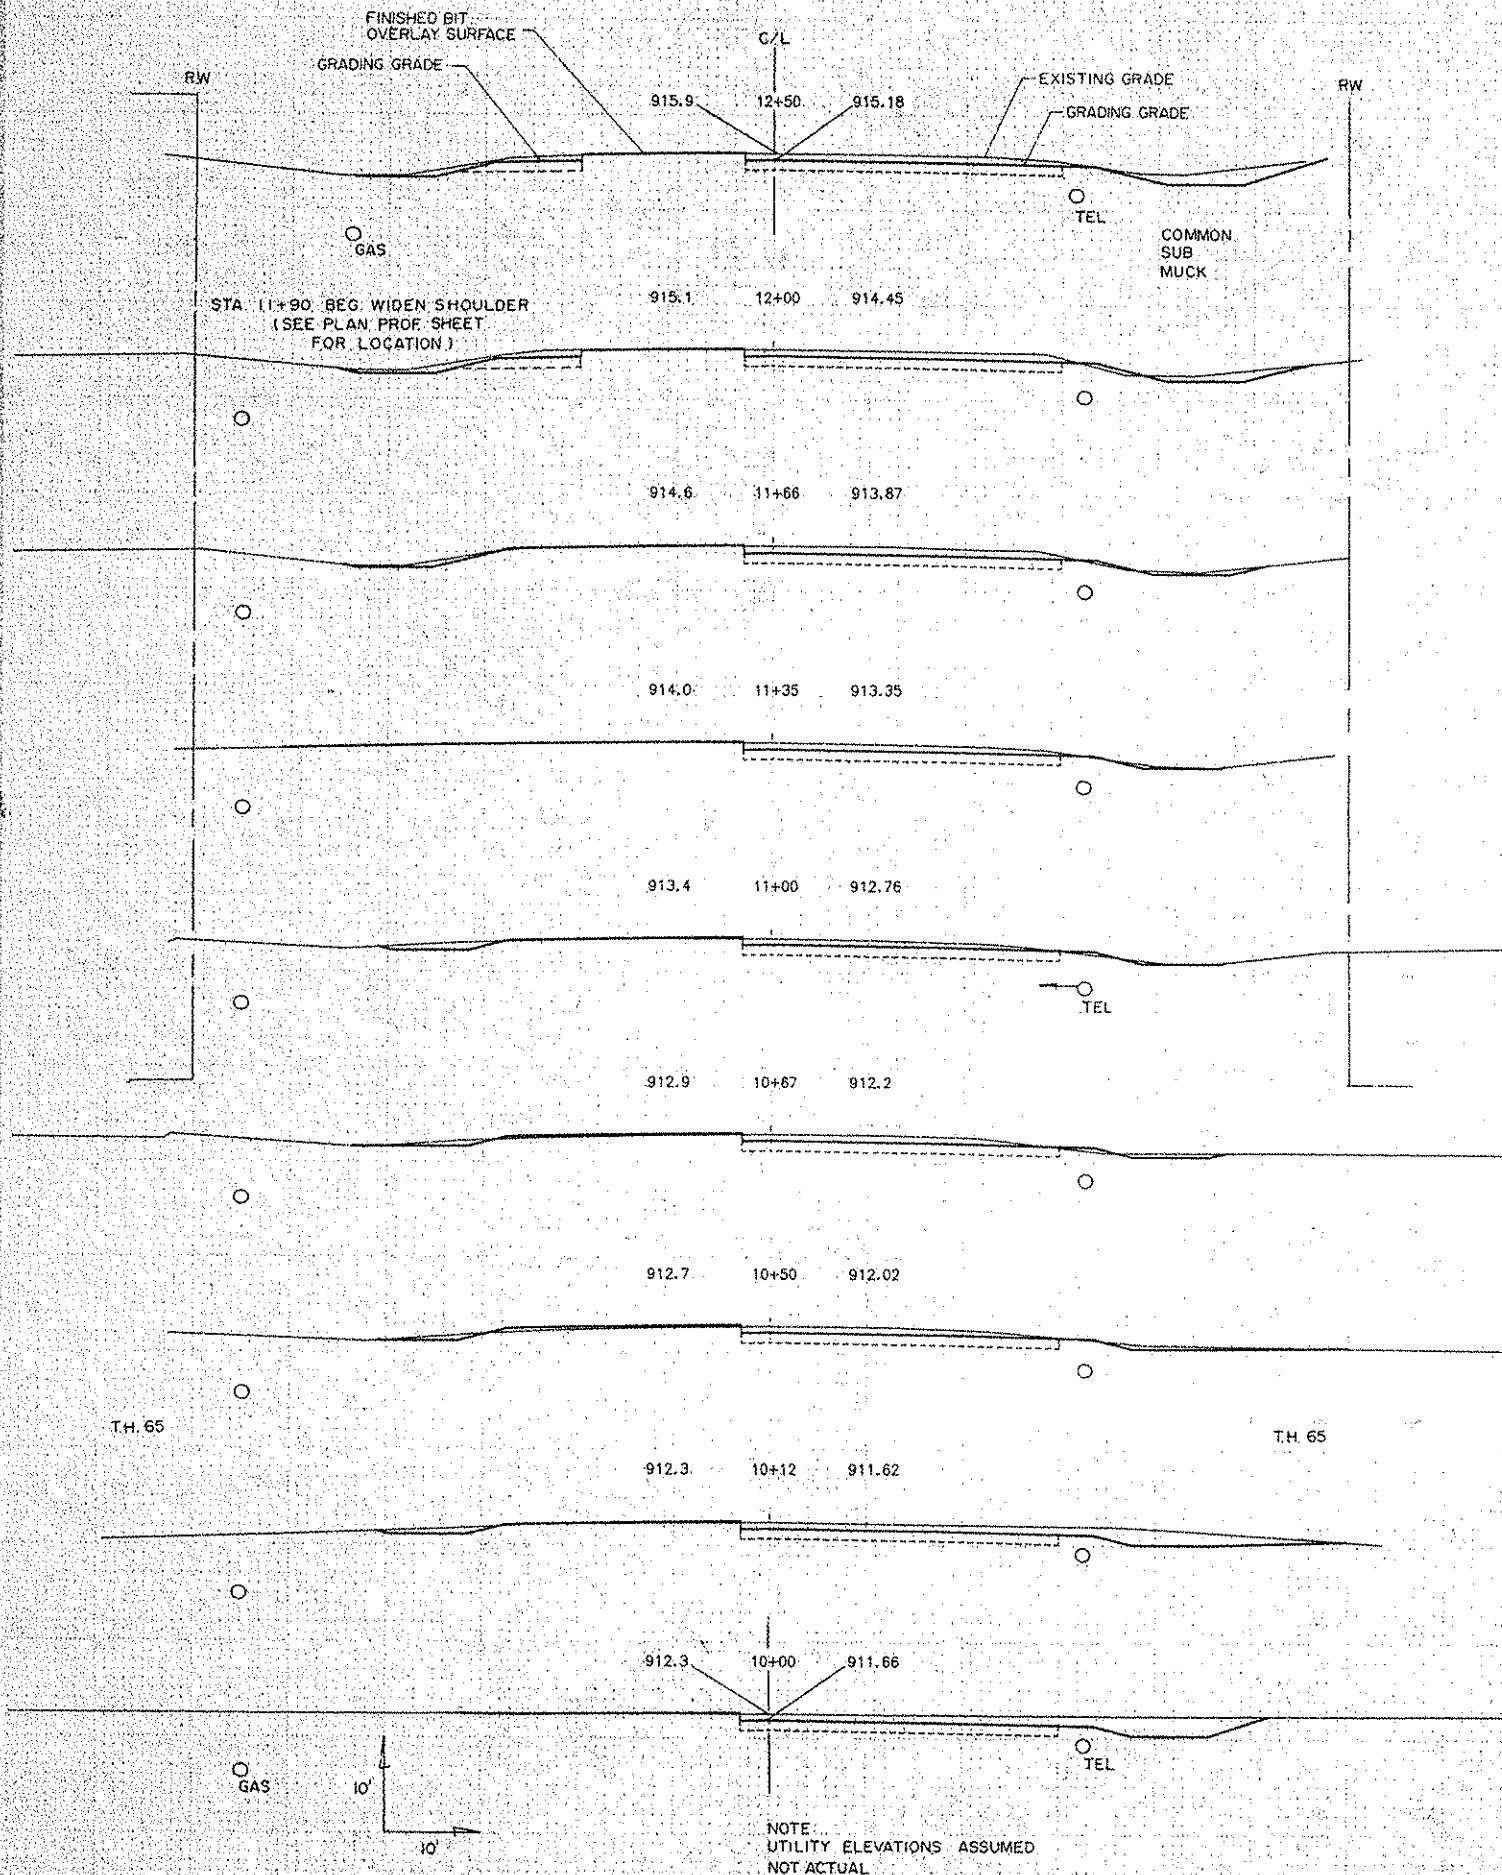 FINISHED BIT.
OVERLAY SURFACE
GRADING GRADE
C/L
RW
EXISTING GRADE
RW
915.9 12+50 915.18
GRADING GRADE
TEL
GAS
COMMON
SUB
MUCK
STA. 11+90 BEG. WIDEN SHOULDER
(SEE PLAN PROF. SHEET
FOR LOCATION)
915.1 12+00 914.45
914.6 11+66 913.87
914.0 11+35 913.35
913.4 11+00 912.76
TEL
912.9 10+67 912.2
912.7 10+50 912.02
T.H. 65
T.H. 65
912.3 10+12 911.62
912.3 10+00 911.66
GAS
TEL
10'
10'
NOTE:
UTILITY ELEVATIONS ASSUMED
NOT ACTUAL